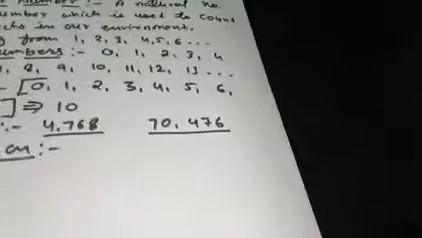 Number :- A natural no.
number which is used to count
in our environment.
from 1, 2, 3, 4, 5, 6 ...
numbers :- 0, 1, 2, 3, 4
8, 9, 10, 11, 12, 13 ...
- [0, 1, 2, 3, 4, 5, 6,
] ⇒ 10
:- 4,768 70,476
on :-